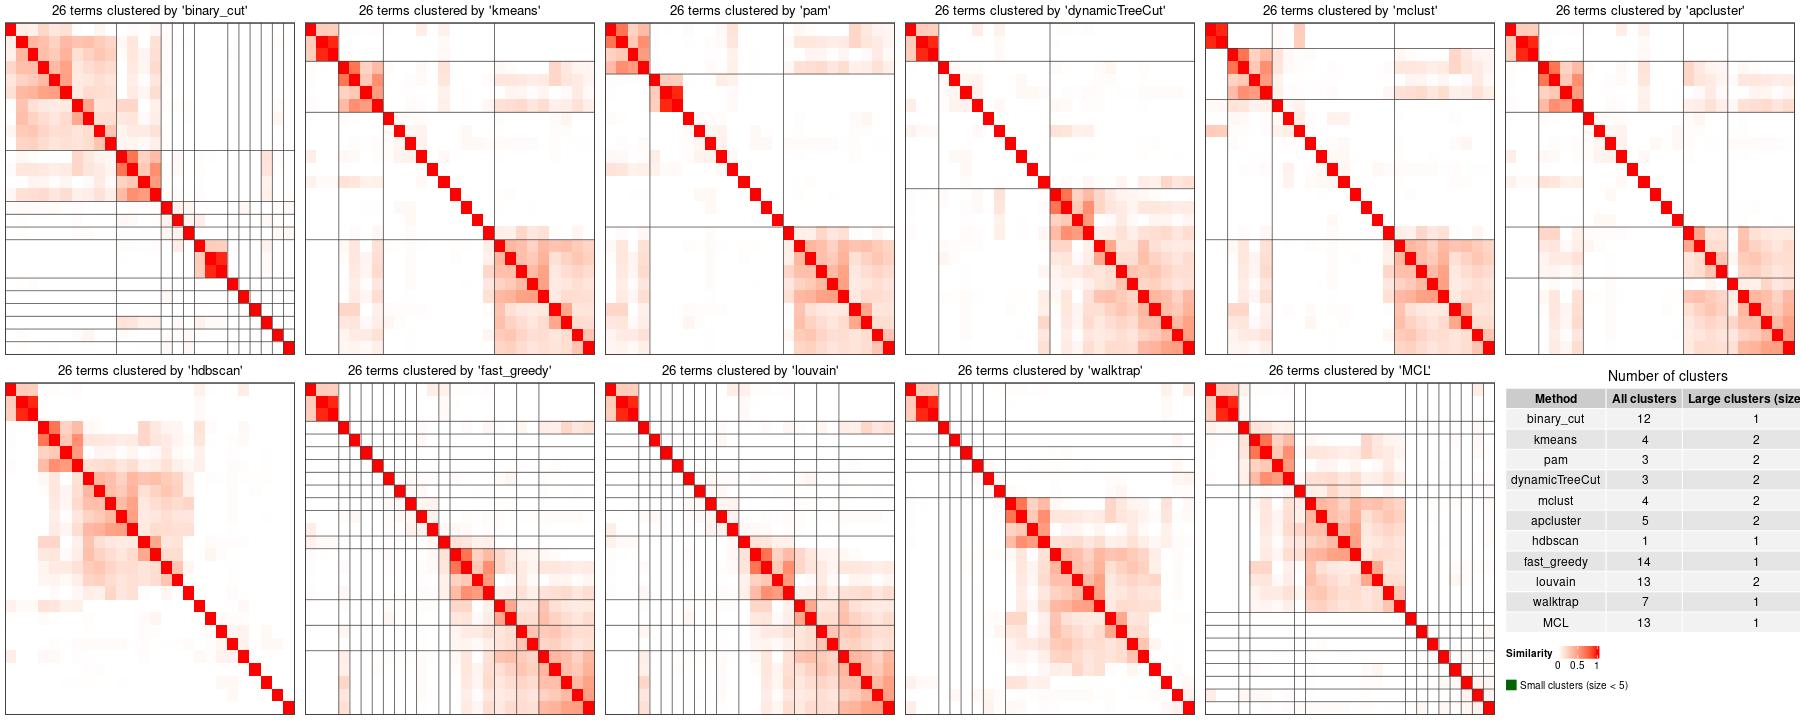 26 terms clustered by 'binary_cut'
26 terms clustered by 'kmeans'
26 terms clustered by 'pam'
26 terms clustered by 'dynamicTreeCut'
26 terms clustered by 'mclust'
26 terms clustered by 'apcluster'
26 terms clustered by 'hdbscan'
26 terms clustered by 'fast_greedy'
26 terms clustered by 'louvain'
26 terms clustered by 'walktrap'
26 terms clustered by 'MCL'
Number of clusters
Method All clusters Large clusters (size
binary_cut 12 1
kmeans 4 2
pam 3 2
dynamicTreeCut 3 2
mclust 4 2
apcluster 5 2
hdbscan 1 1
fast_greedy 14 1
louvain 13 2
walktrap 7 1
MCL 13 1
Similarity
0 0.5 1
Small clusters (size < 5)